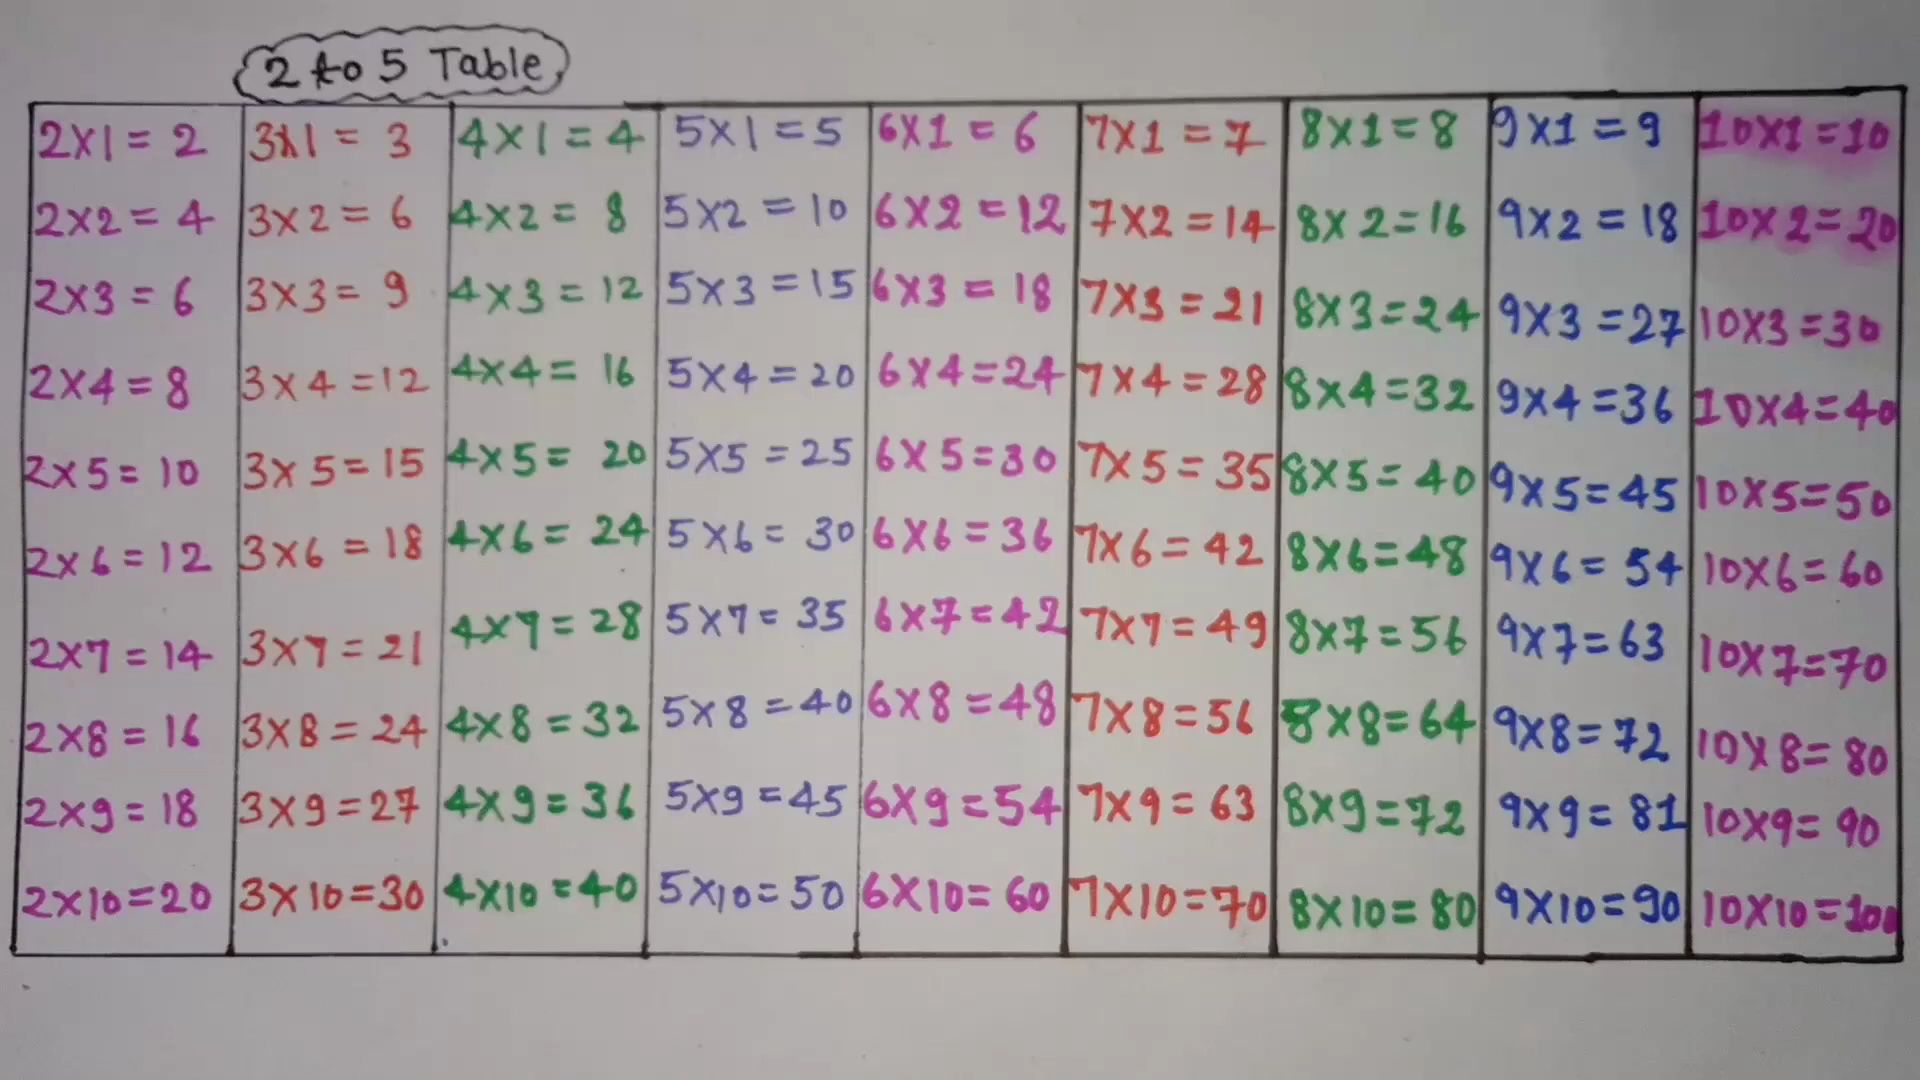 2 to 5 Table
2x1 = 2 3x1 = 3 4x1 = 4 5x1 = 5 6x1 = 6 7x1 = 7 8x1 = 8 9x1 = 9 10x1 = 10
2x2 = 4 3x2 = 6 4x2 = 8 5x2 = 10 6x2 = 12 7x2 = 14 8x2 = 16 9x2 = 18 10x2 = 20
2x3 = 6 3x3 = 9 4x3 = 12 5x3 = 15 6x3 = 18 7x3 = 21 8x3 = 24 9x3 = 27 10x3 = 30
2x4 = 8 3x4 = 12 4x4 = 16 5x4 = 20 6x4 = 24 7x4 = 28 8x4 = 32 9x4 = 36 10x4 = 40
2x5 = 10 3x5 = 15 4x5 = 20 5x5 = 25 6x5 = 30 7x5 = 35 8x5 = 40 9x5 = 45 10x5 = 50
2x6 = 12 3x6 = 18 4x6 = 24 5x6 = 30 6x6 = 36 7x6 = 42 8x6 = 48 9x6 = 54 10x6 = 60
2x7 = 14 3x7 = 21 4x7 = 28 5x7 = 35 6x7 = 42 7x7 = 49 8x7 = 56 9x7 = 63 10x7 = 70
2x8 = 16 3x8 = 24 4x8 = 32 5x8 = 40 6x8 = 48 7x8 = 56 8x8 = 64 9x8 = 72 10x8 = 80
2x9 = 18 3x9 = 27 4x9 = 36 5x9 = 45 6x9 = 54 7x9 = 63 8x9 = 72 9x9 = 81 10x9 = 90
2x10 = 20 3x10 = 30 4x10 = 40 5x10 = 50 6x10 = 60 7x10 = 70 8x10 = 80 9x10 = 90 10x10 = 100